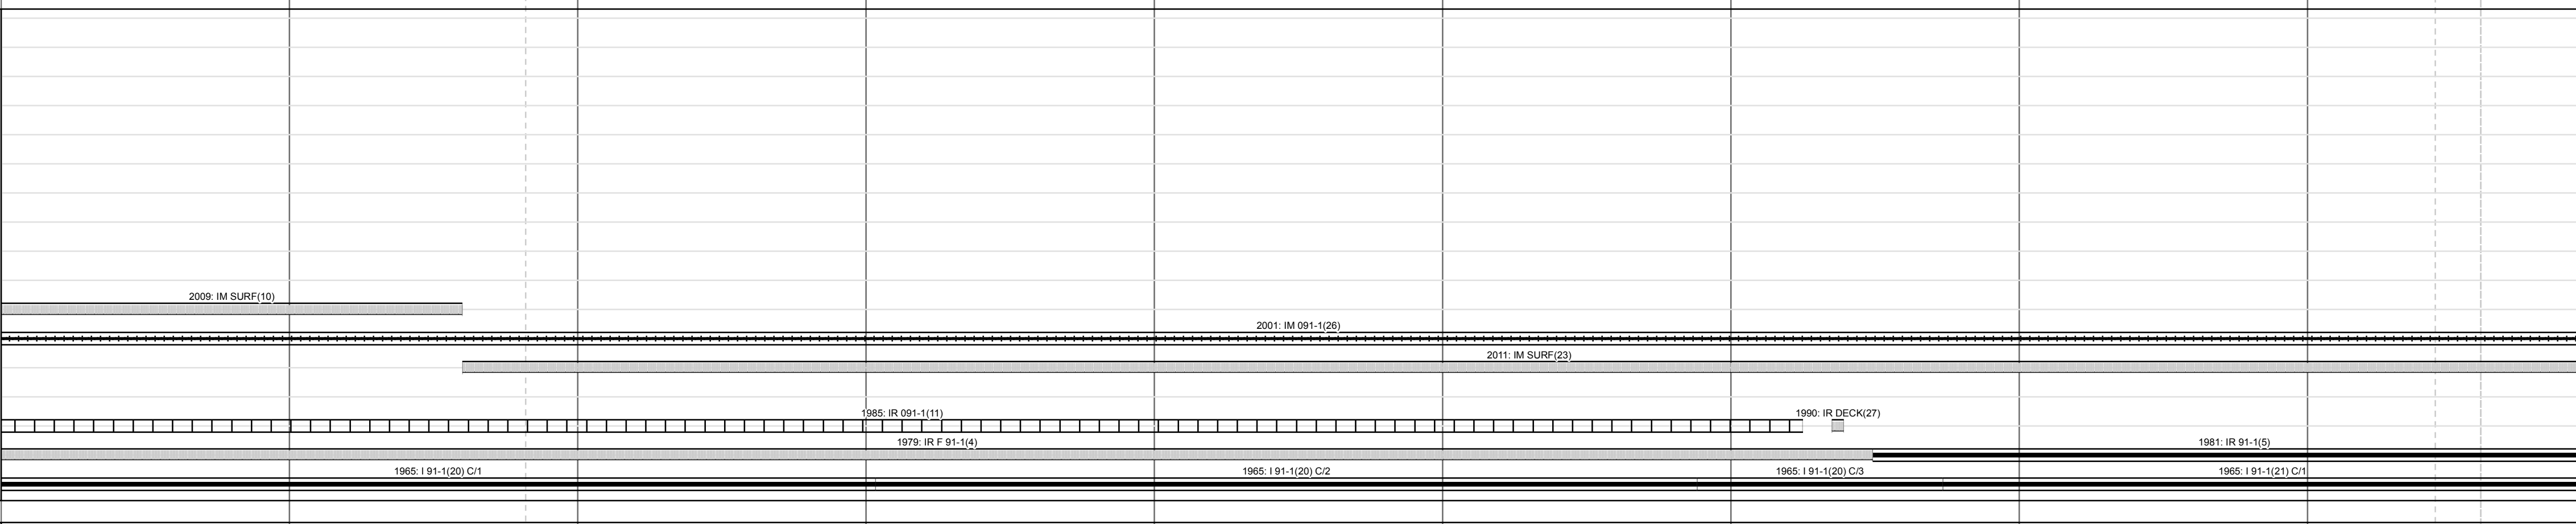 2009: IM SURF(10)
2001: IM 091-1(26)
2011: IM SURF(23)
1985: IR 091-1(11)
1990: IR DECK(27)
1979: IR F 91-1(4)
1981: IR 91-1(5)
1965: I 91-1(20) C/1
1965: I 91-1(20) C/2
1965: I 91-1(20) C/3
1965: I 91-1(21) C/1